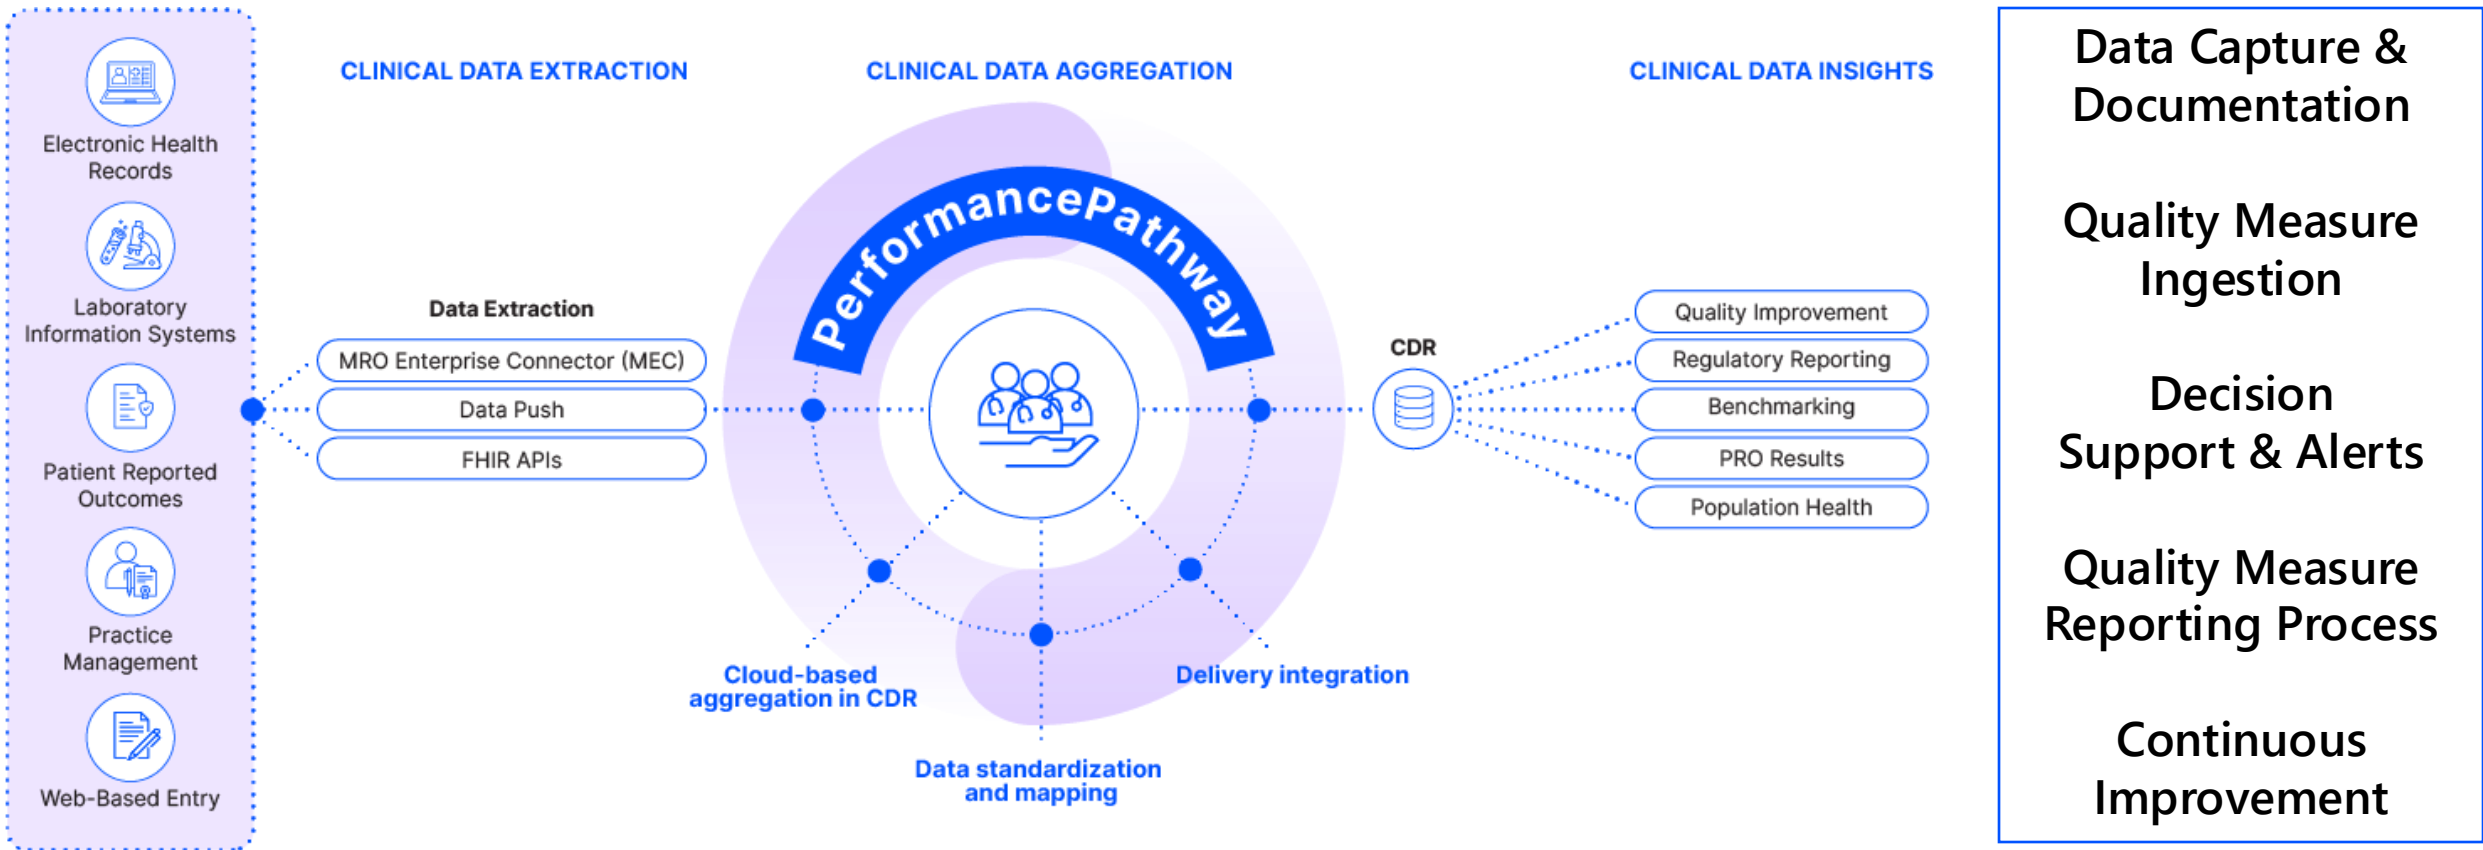 Electronic Health
Records
Laboratory
Information Systems
Patient Reported
Outcomes
Practice
Management
Web-Based Entry
CLINICAL DATA EXTRACTION
Data Extraction
MRO Enterprise Connector (MEC)
Data Push
FHIR APIs
CLINICAL DATA AGGREGATION
PerformancePathway
Cloud-based
aggregation in CDR
Data standardization
and mapping
Delivery integration
CLINICAL DATA INSIGHTS
CDR
Quality Improvement
Regulatory Reporting
Benchmarking
PRO Results
Population Health
Data Capture &
Documentation
Quality Measure
Ingestion
Decision
Support & Alerts
Quality Measure
Reporting Process
Continuous
Improvement